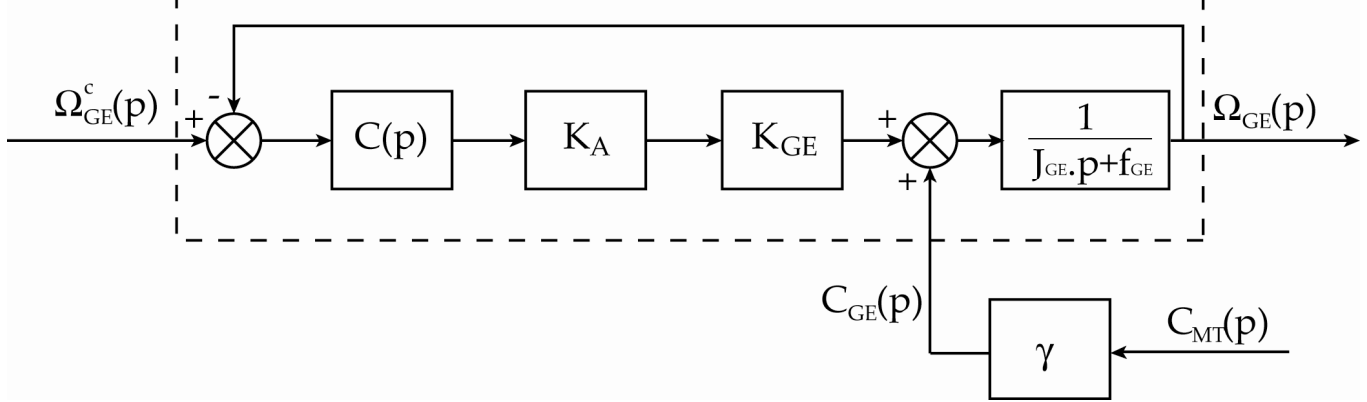 -
Ω^c_GE(p)
+
C(p)
K_A
K_GE
+
+
1
J_GE.p+f_GE
Ω_GE(p)
C_GE(p)
γ
C_MT(p)